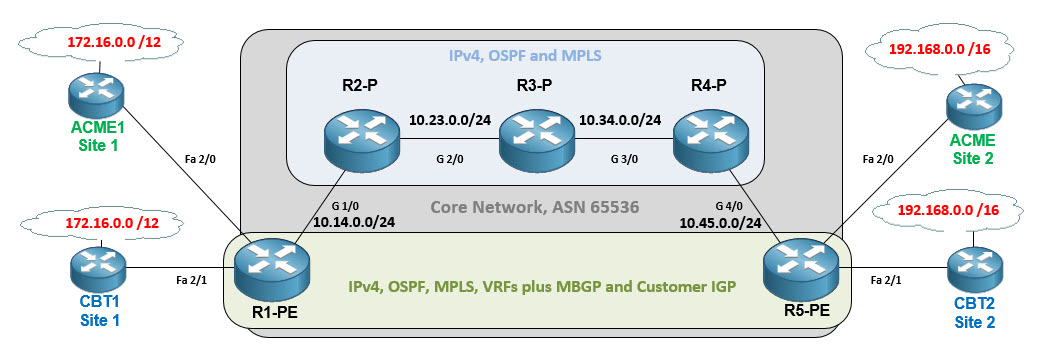 172.16.0.0 /12
ACME1
Site 1
Fa 2/0
172.16.0.0 /12
CBT1
Site 1
Fa 2/1
IPv4, OSPF and MPLS
R2-P
R3-P
R4-P
10.23.0.0/24
10.34.0.0/24
G 2/0
G 3/0
G 1/0
10.14.0.0/24
Core Network, ASN 65536
G 4/0
10.45.0.0/24
IPv4, OSPF, MPLS, VRFs plus MBGP and Customer IGP
R1-PE
R5-PE
192.168.0.0 /16
ACME
Site 2
Fa 2/0
192.168.0.0 /16
CBT2
Site 2
Fa 2/1